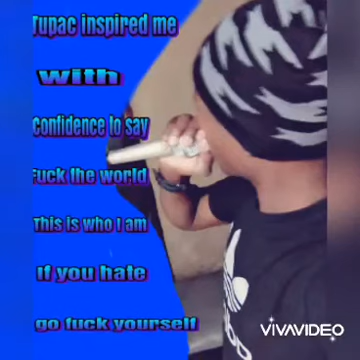 Tupac inspired me
with
confidence to say
Fuck the world
This is who I am
If you hate
go fuck yourself
VIVAVIDEO